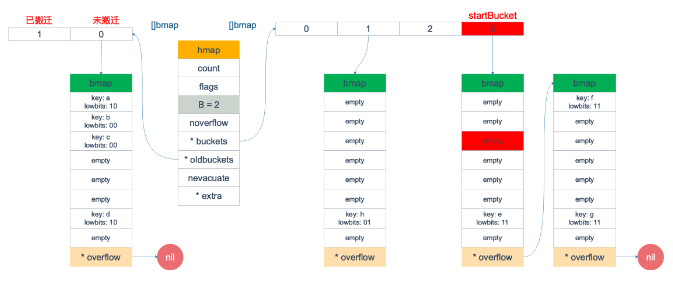 已搬迁
未搬迁
1
0
[]bmap
[]bmap
hmap
count
flags
B = 2
noverflow
* buckets
* oldbuckets
nevacuate
* extra
startBucket
0
1
2
bmap
key: a
lowbits: 10
key: b
lowbits: 00
key: c
lowbits: 00
empty
empty
empty
key: d
lowbits: 10
empty
* overflow
nil
bmap
empty
empty
empty
empty
empty
empty
key: h
lowbits: 01
empty
* overflow
bmap
empty
empty
empty
empty
empty
empty
key: e
lowbits: 11
empty
* overflow
bmap
key: f
lowbits: 11
empty
empty
empty
empty
empty
key: g
lowbits: 11
empty
* overflow
nil